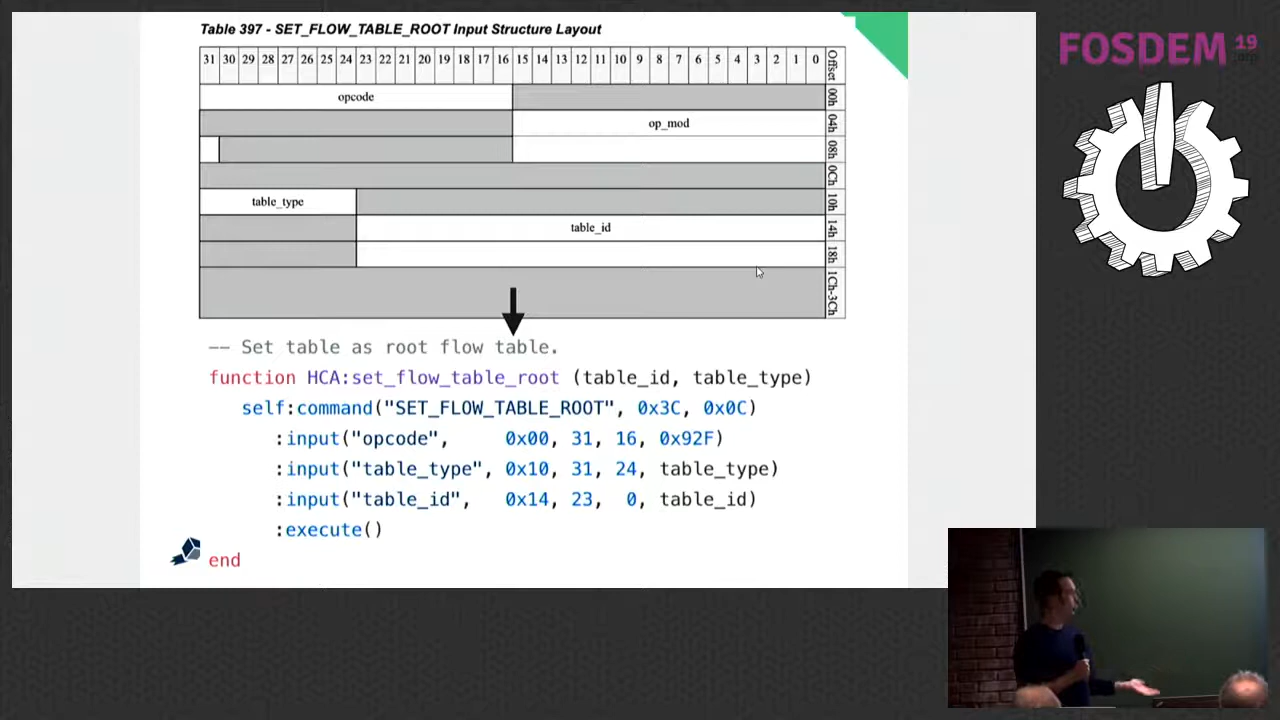 Table 397 - SET_FLOW_TABLE_ROOT Input Structure Layout
31 30 29 28 27 26 25 24 23 22 21 20 19 18 17 16 15 14 13 12 11 10 9 8 7 6 5 4 3 2 1 0 Offset
opcode 00h
op_mod 04h
08h
0Ch
table_type 10h
table_id 14h
18h
1Ch-3Ch
-- Set table as root flow table.
function HCA:set_flow_table_root (table_id, table_type)
self:command("SET_FLOW_TABLE_ROOT", 0x3C, 0x0C)
:input("opcode", 0x00, 31, 16, 0x92F)
:input("table_type", 0x10, 31, 24, table_type)
:input("table_id", 0x14, 23, 0, table_id)
:execute()
end
FOSDEM 19